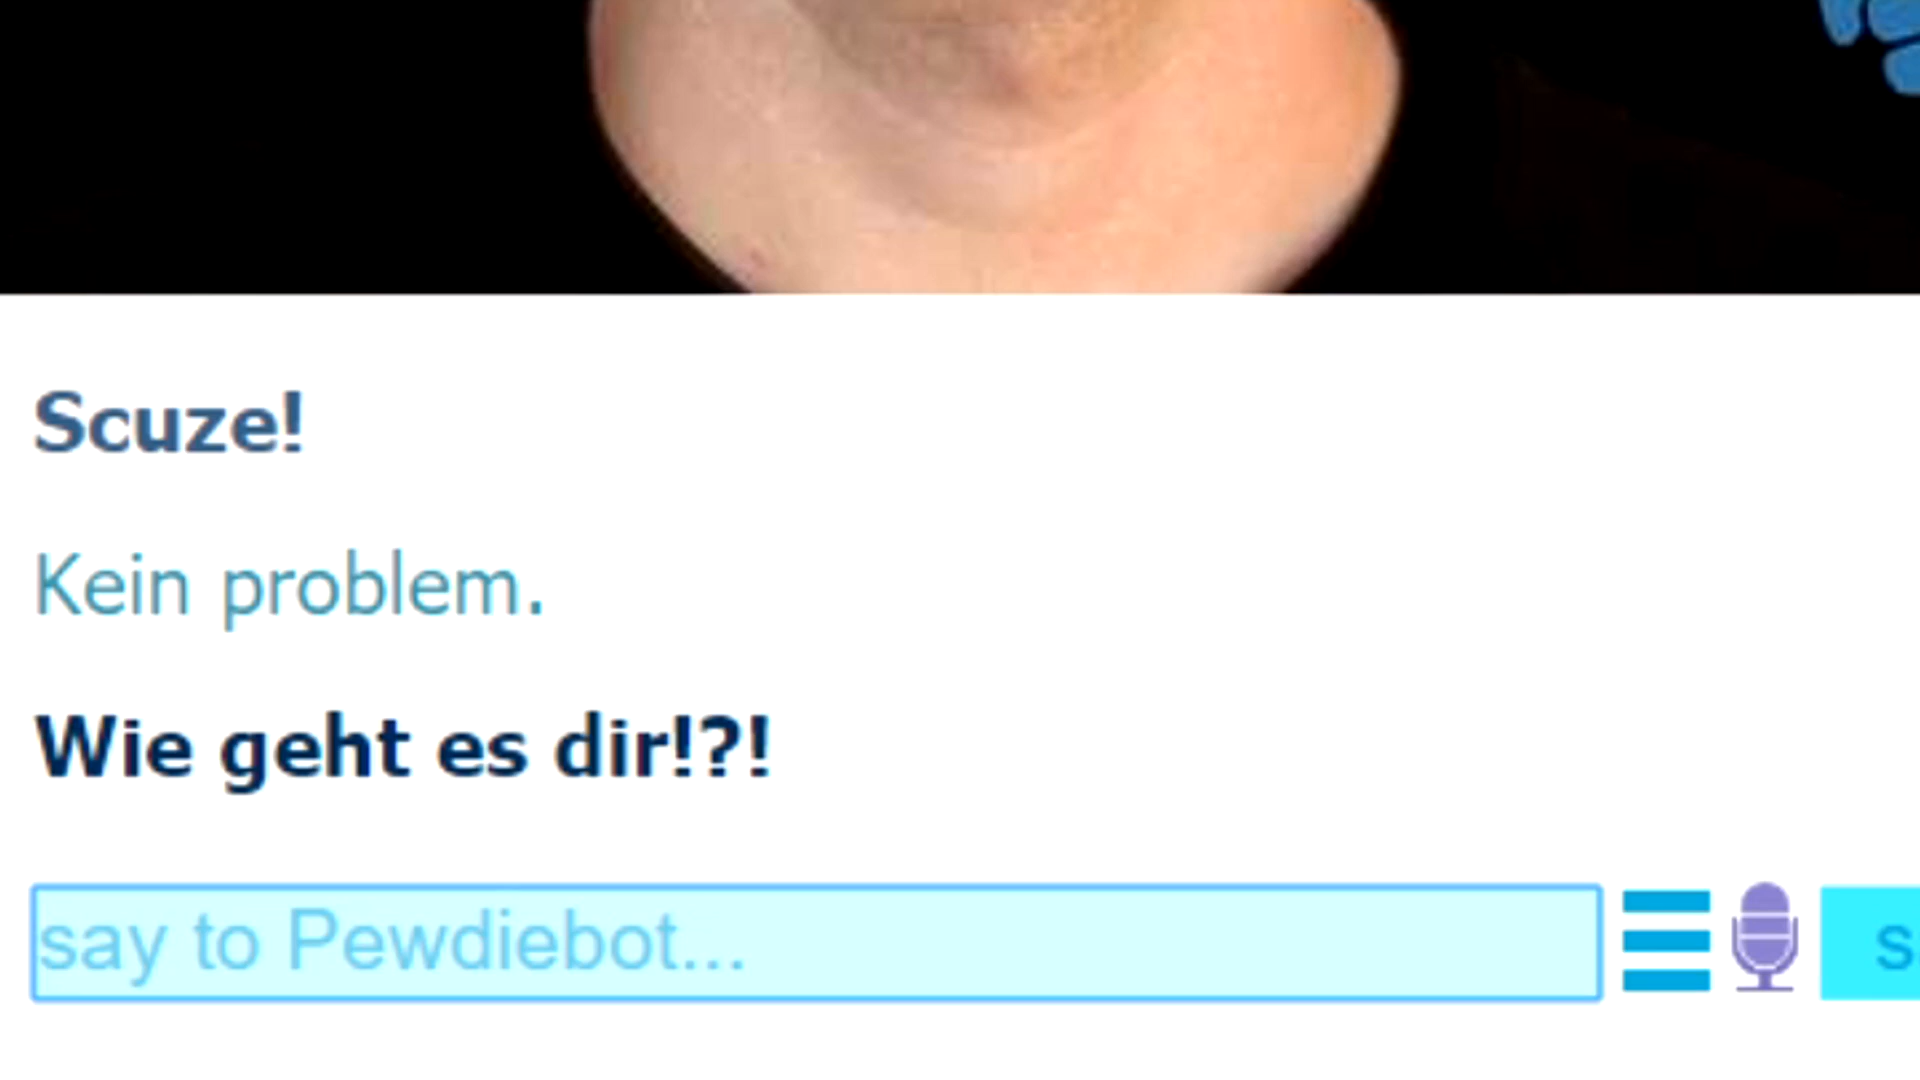 Scuze!
Kein problem.
Wie geht es dir!?!
say to Pewdiebot...
s